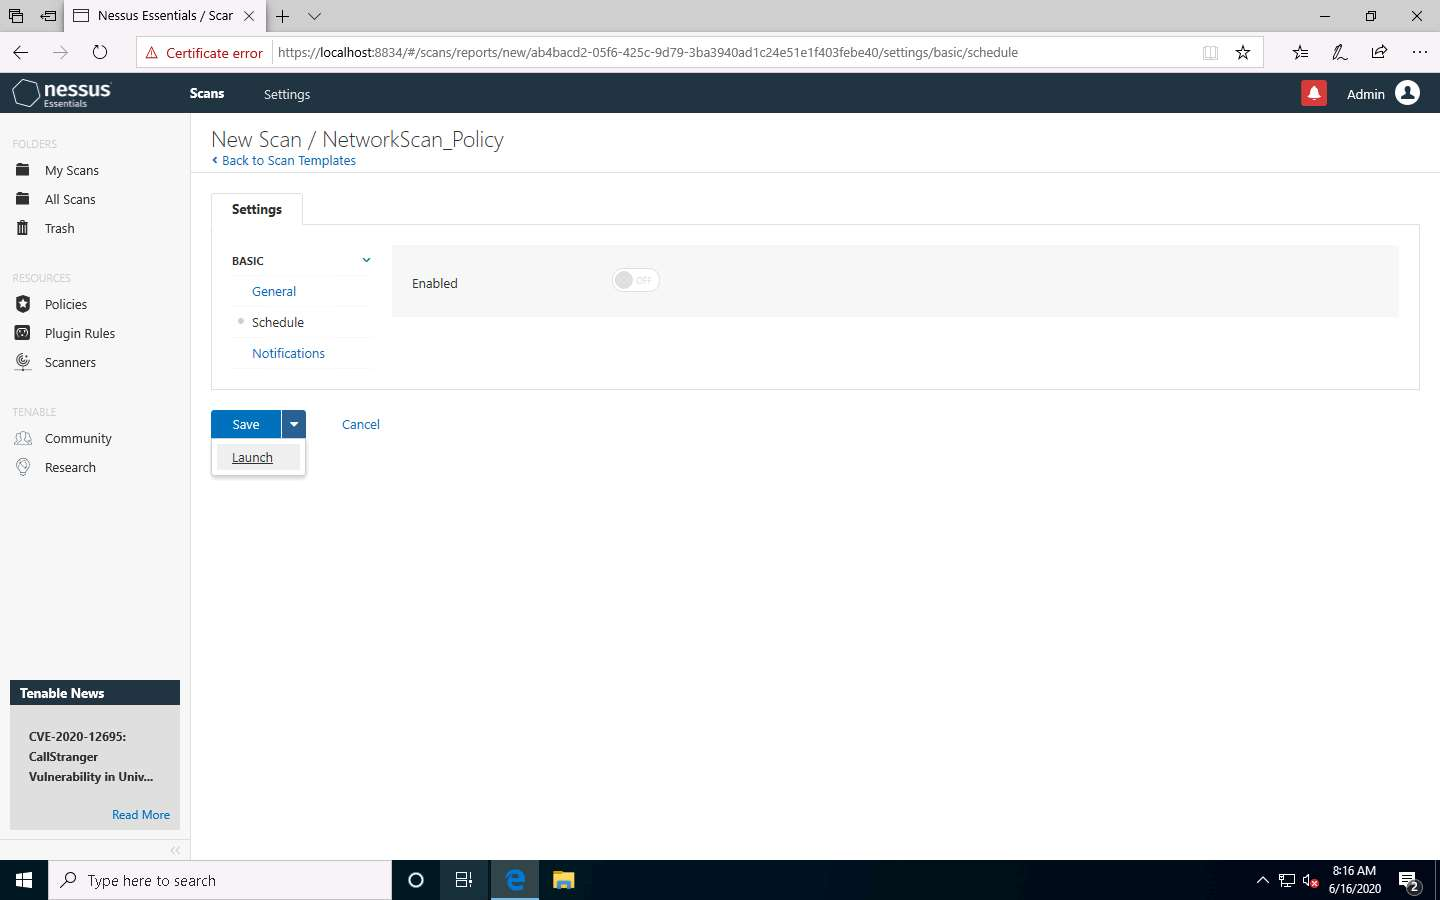 Nessus Essentials / Scar
Certificate error
https://localhost:8834/#/scans/reports/new/ab4bacd2-05f6-425c-9d79-3ba3940ad1c24e51e1f403febe40/settings/basic/schedule
nessus
Essentials
Scans
Settings
Admin
FOLDERS
My Scans
All Scans
Trash
RESOURCES
Policies
Plugin Rules
Scanners
TENABLE
Community
Research
New Scan / NetworkScan_Policy
Back to Scan Templates
Settings
BASIC
General
Schedule
Notifications
Enabled
OFF
Save
Cancel
Launch
Tenable News
CVE-2020-12695:
CallStranger
Vulnerability in Univ...
Read More
Type here to search
8:16 AM
6/16/2020
2